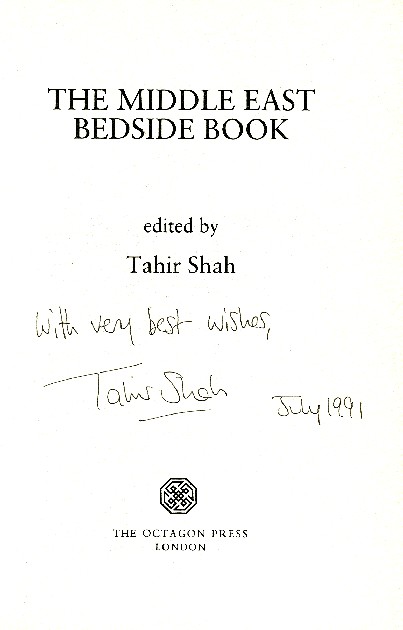 THE MIDDLE EAST
BEDSIDE BOOK
edited by
Tahir Shah
With very best wishes,
Tahir Shah
July 1991
THE OCTAGON PRESS
LONDON